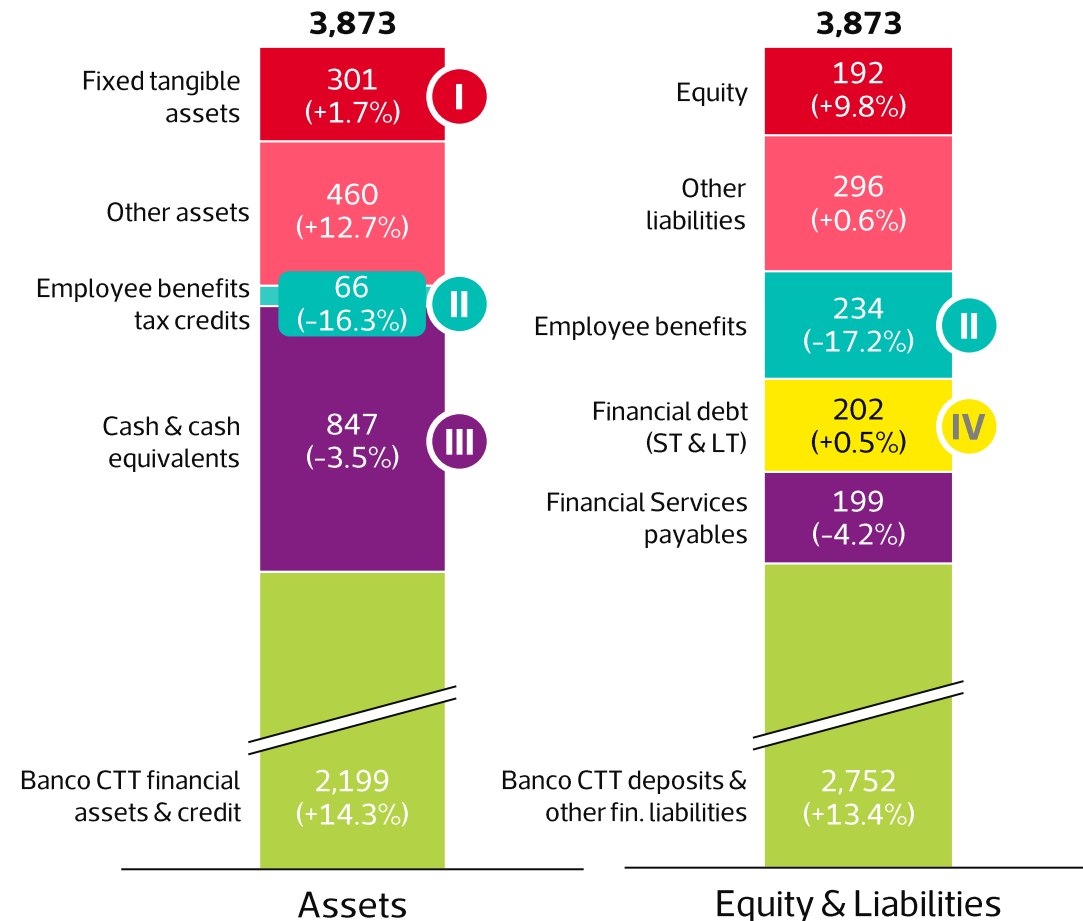 3,873
Fixed tangible
assets
301
(+1.7%)
I
Other assets
460
(+12.7%)
Employee benefits
tax credits
66
(-16.3%)
II
Cash & cash
equivalents
847
(-3.5%)
III
Banco CTT financial
assets & credit
2,199
(+14.3%)
Assets
3,873
Equity
192
(+9.8%)
Other
liabilities
296
(+0.6%)
Employee benefits
234
(-17.2%)
II
Financial debt
(ST & LT)
202
(+0.5%)
IV
Financial Services
payables
199
(-4.2%)
Banco CTT deposits &
other fin. liabilities
2,752
(+13.4%)
Equity & Liabilities